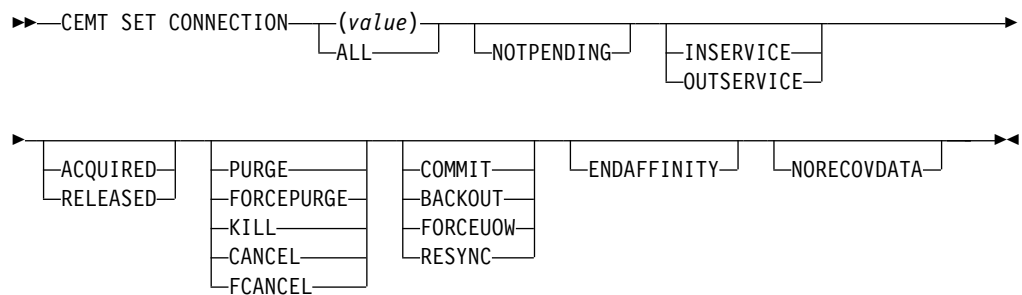 CEMT SET CONNECTION (value) NOTPENDING INSERVICE
ALL OUTSERVICE
ACQUIRED PURGE COMMIT ENDAFFINITY NORECOVDATA
RELEASED FORCEPURGE BACKOUT
KILL FORCEUOW
CANCEL RESYNC
FCANCEL